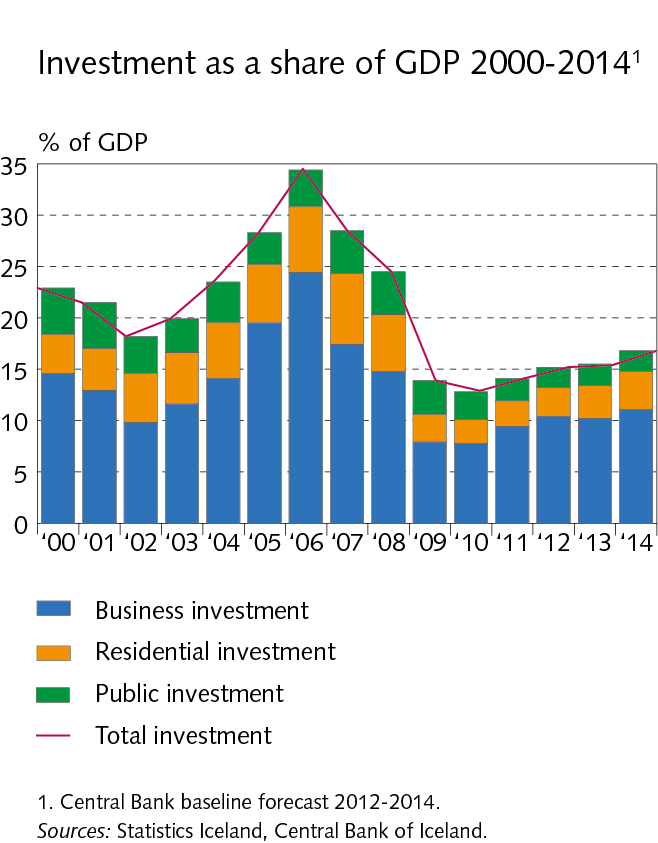 Investment as a share of GDP 2000-2014¹
% of GDP
35
30
25
20
15
10
5
0
‘00 ‘01 ‘02 ‘03 ‘04 ‘05 ‘06 ‘07 ‘08 ‘09 ‘10 ‘11 ‘12 ‘13 ‘14
Business investment
Residential investment
Public investment
Total investment
1. Central Bank baseline forecast 2012-2014.
Sources: Statistics Iceland, Central Bank of Iceland.